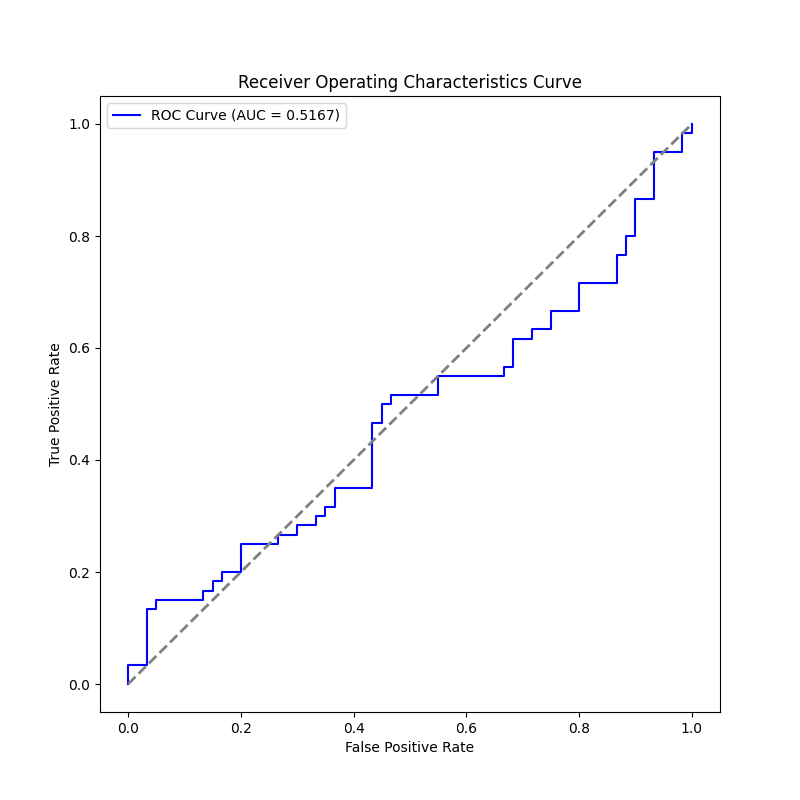 Receiver Operating Characteristics Curve
ROC Curve (AUC = 0.5167)
1.0
0.8
0.6
0.4
0.2
0.0
True Positive Rate
0.0 0.2 0.4 0.6 0.8 1.0
False Positive Rate